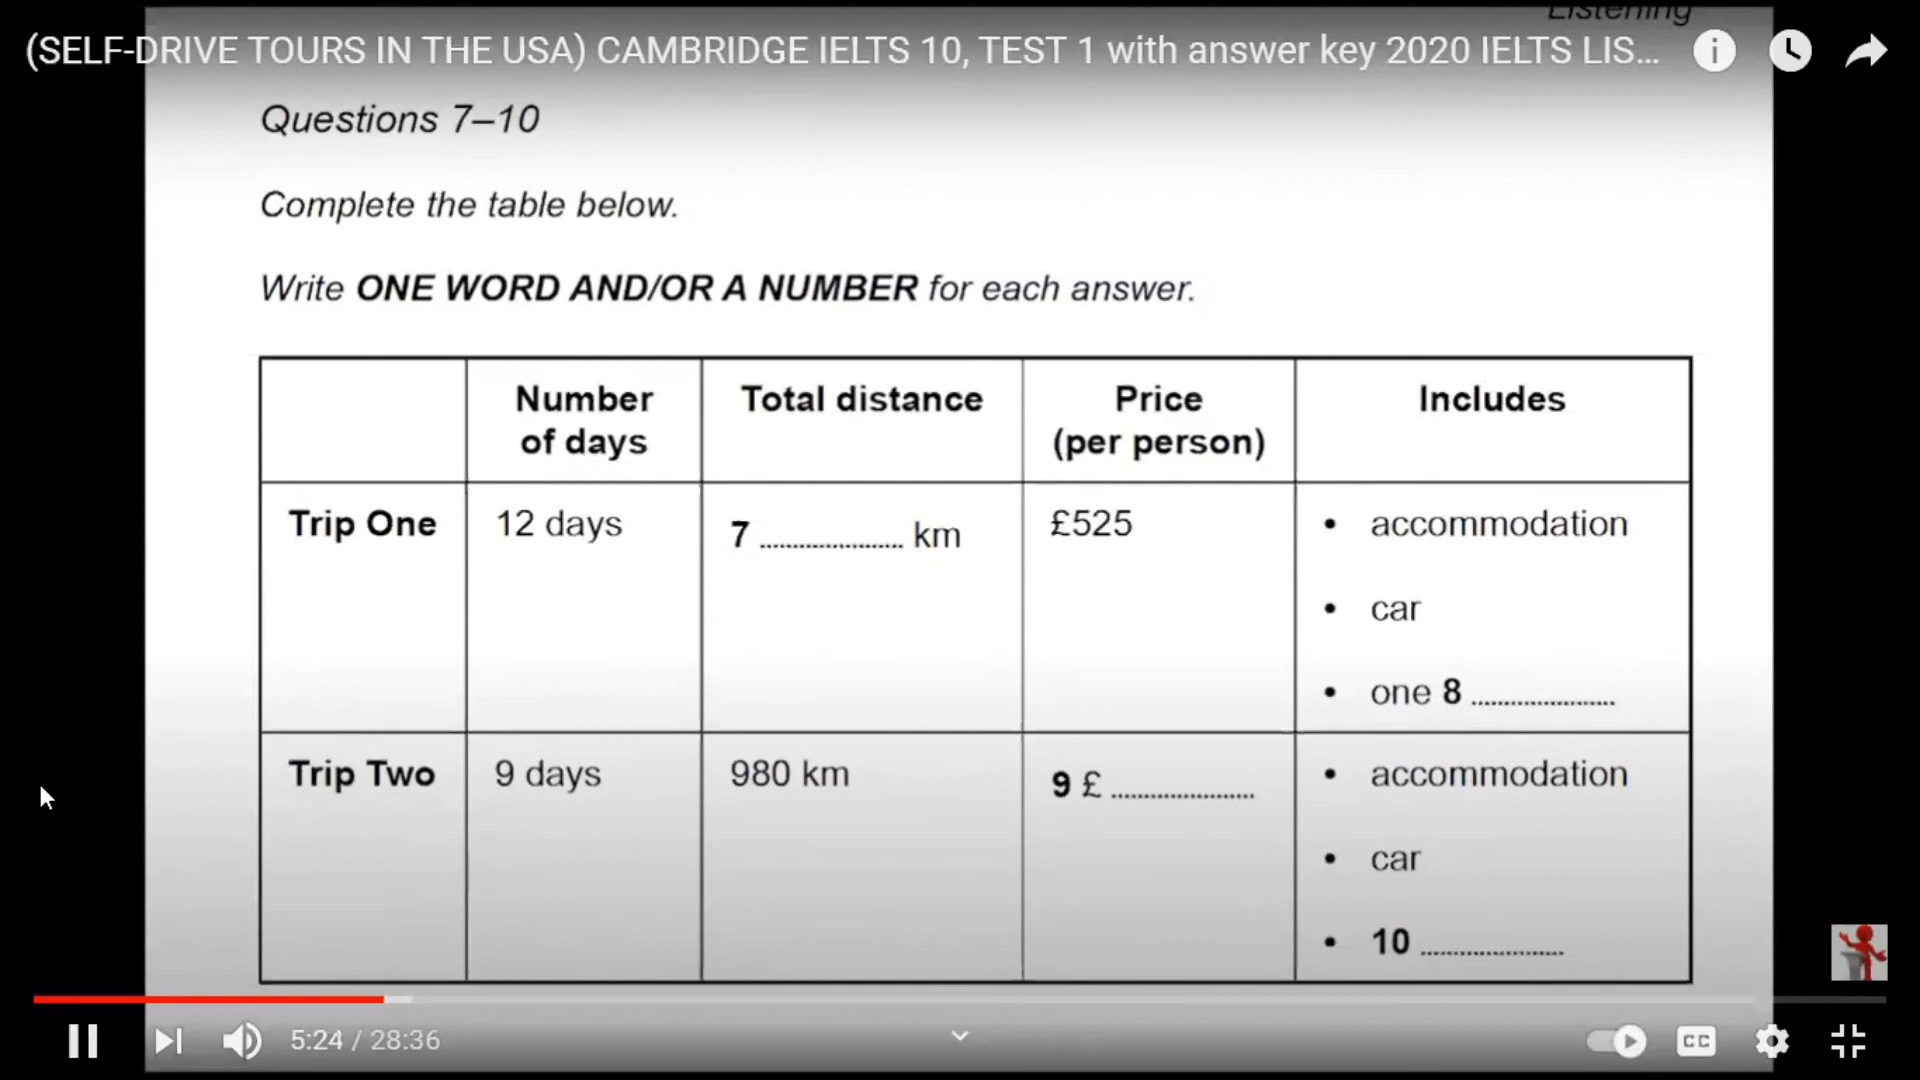 Listening
(SELF-DRIVE TOURS IN THE USA) CAMBRIDGE IELTS 10, TEST 1 with answer key 2020 IELTS LIS...
Questions 7–10
Complete the table below.
Write ONE WORD AND/OR A NUMBER for each answer.
Number of days
Total distance
Price (per person)
Includes
Trip One
12 days
7 ...................... km
£525
• accommodation
• car
• one 8 ......................
Trip Two
9 days
980 km
9 £ ......................
• accommodation
• car
• 10 ......................
5:24 / 28:36
CC